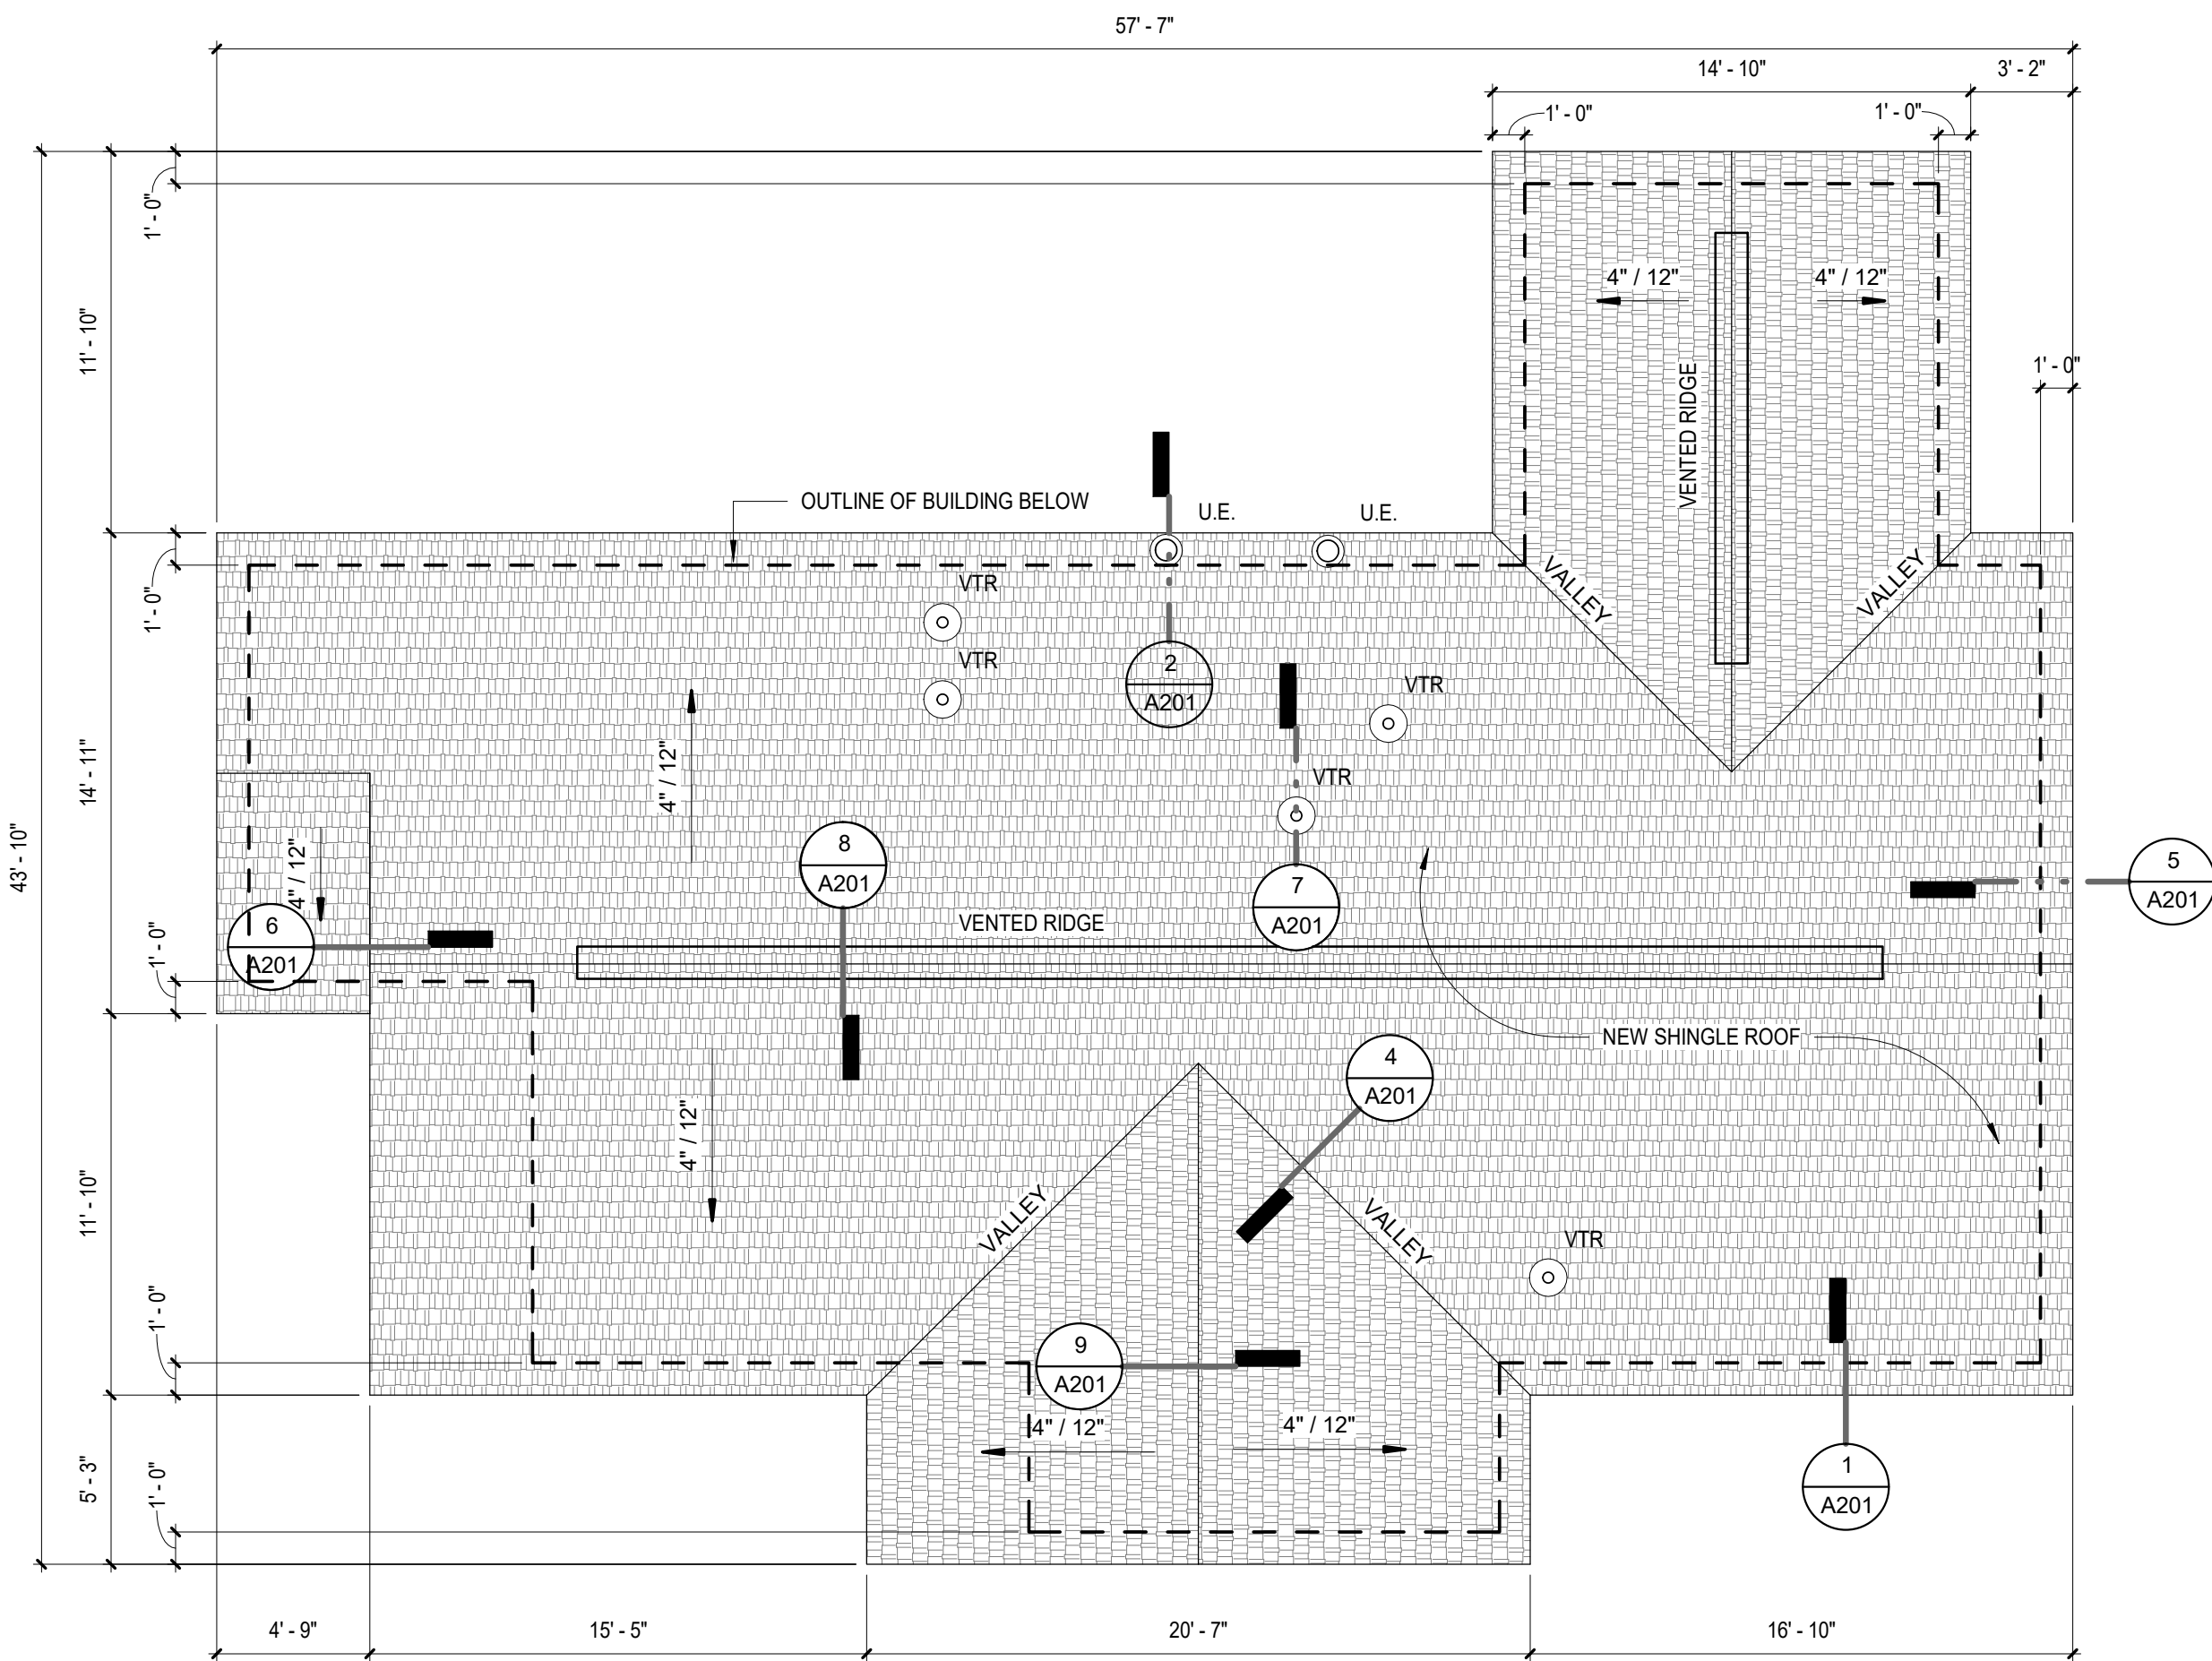 57' - 7"
14' - 10"
3' - 2"
1' - 0"
1' - 0"
1' - 0"
11' - 10"
4" / 12"
4" / 12"
VENTED RIDGE
1' - 0"
OUTLINE OF BUILDING BELOW
U.E.
U.E.
VALLEY
VALLEY
1' - 0"
VTR
VTR
2
A201
VTR
14' - 11"
4" / 12"
VTR
43' - 10"
4" / 12"
8
A201
7
A201
5
A201
6
A201
VENTED RIDGE
1' - 0"
NEW SHINGLE ROOF
4
A201
4" / 12"
11' - 10"
VALLEY
VALLEY
VTR
1' - 0"
9
A201
4" / 12"
4" / 12"
5' - 3"
1' - 0"
1
A201
4' - 9"
15' - 5"
20' - 7"
16' - 10"